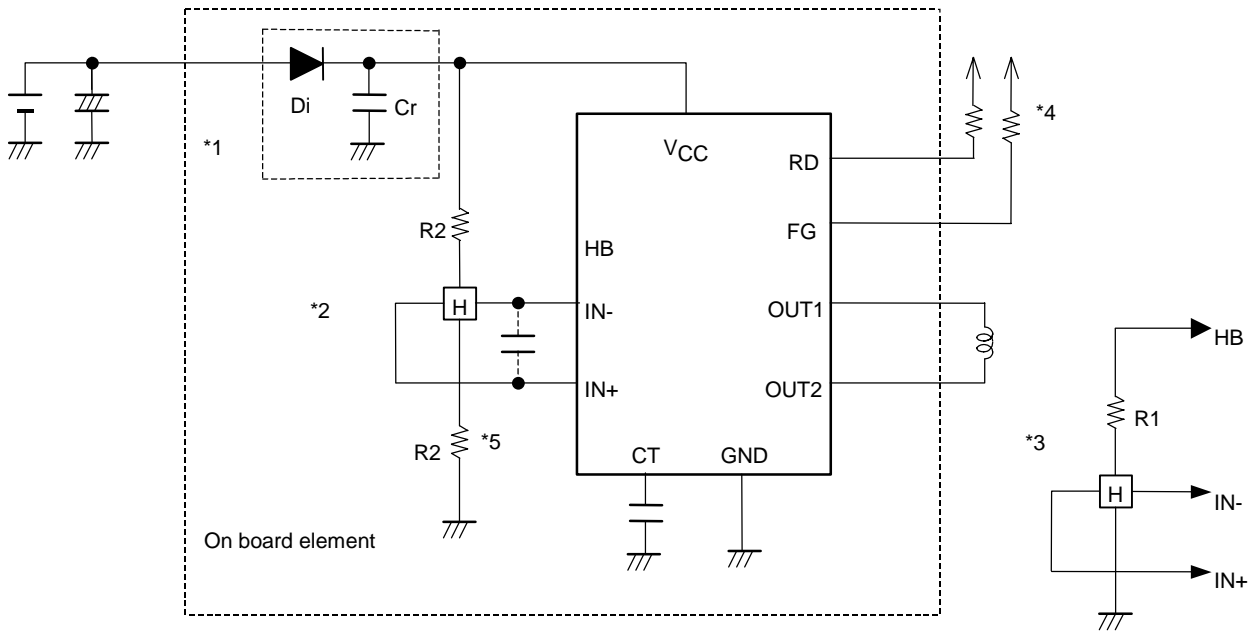 Di
Cr
*1
VCC
RD
*4
R2
HB
FG
*2
H
IN-
OUT1
HB
IN+
OUT2
R1
*3
R2
*5
CT
GND
H
IN-
On board element
IN+